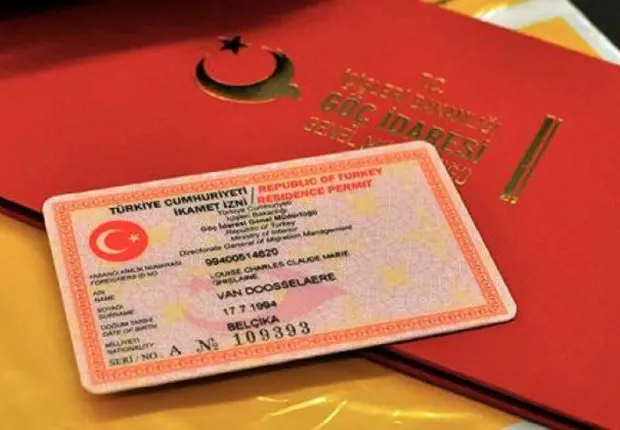 T.C.
İÇİŞLERİ BAKANLIĞI
GÖÇ İDARESİ
GENEL
TÜRKİYE CUMHURİYETİ
İKAMET İZNİ
REPUBLIC OF TURKEY
RESIDENCE PERMIT
Türkiye Cumhuriyeti
İçişleri Bakanlığı
Göç İdaresi Genel Müdürlüğü
Republic of Turkey
Ministry of Interior
Directorate General of Migration Management
YABANCI KİMLİK NUMARASI
FOREIGNERS ID NO
99400514620
ADI
NAME
LOUISE CHARLES CLAUDE MARIE
GHISLAINE
SOYADI
SURNAME
VAN DOOSSELAERE
DOĞUM TARİHİ
DATE OF BIRTH
17.7.1994
MİLLİYETİ
NATIONALITY
BELÇİKA
SERİ / NO : A № 109393